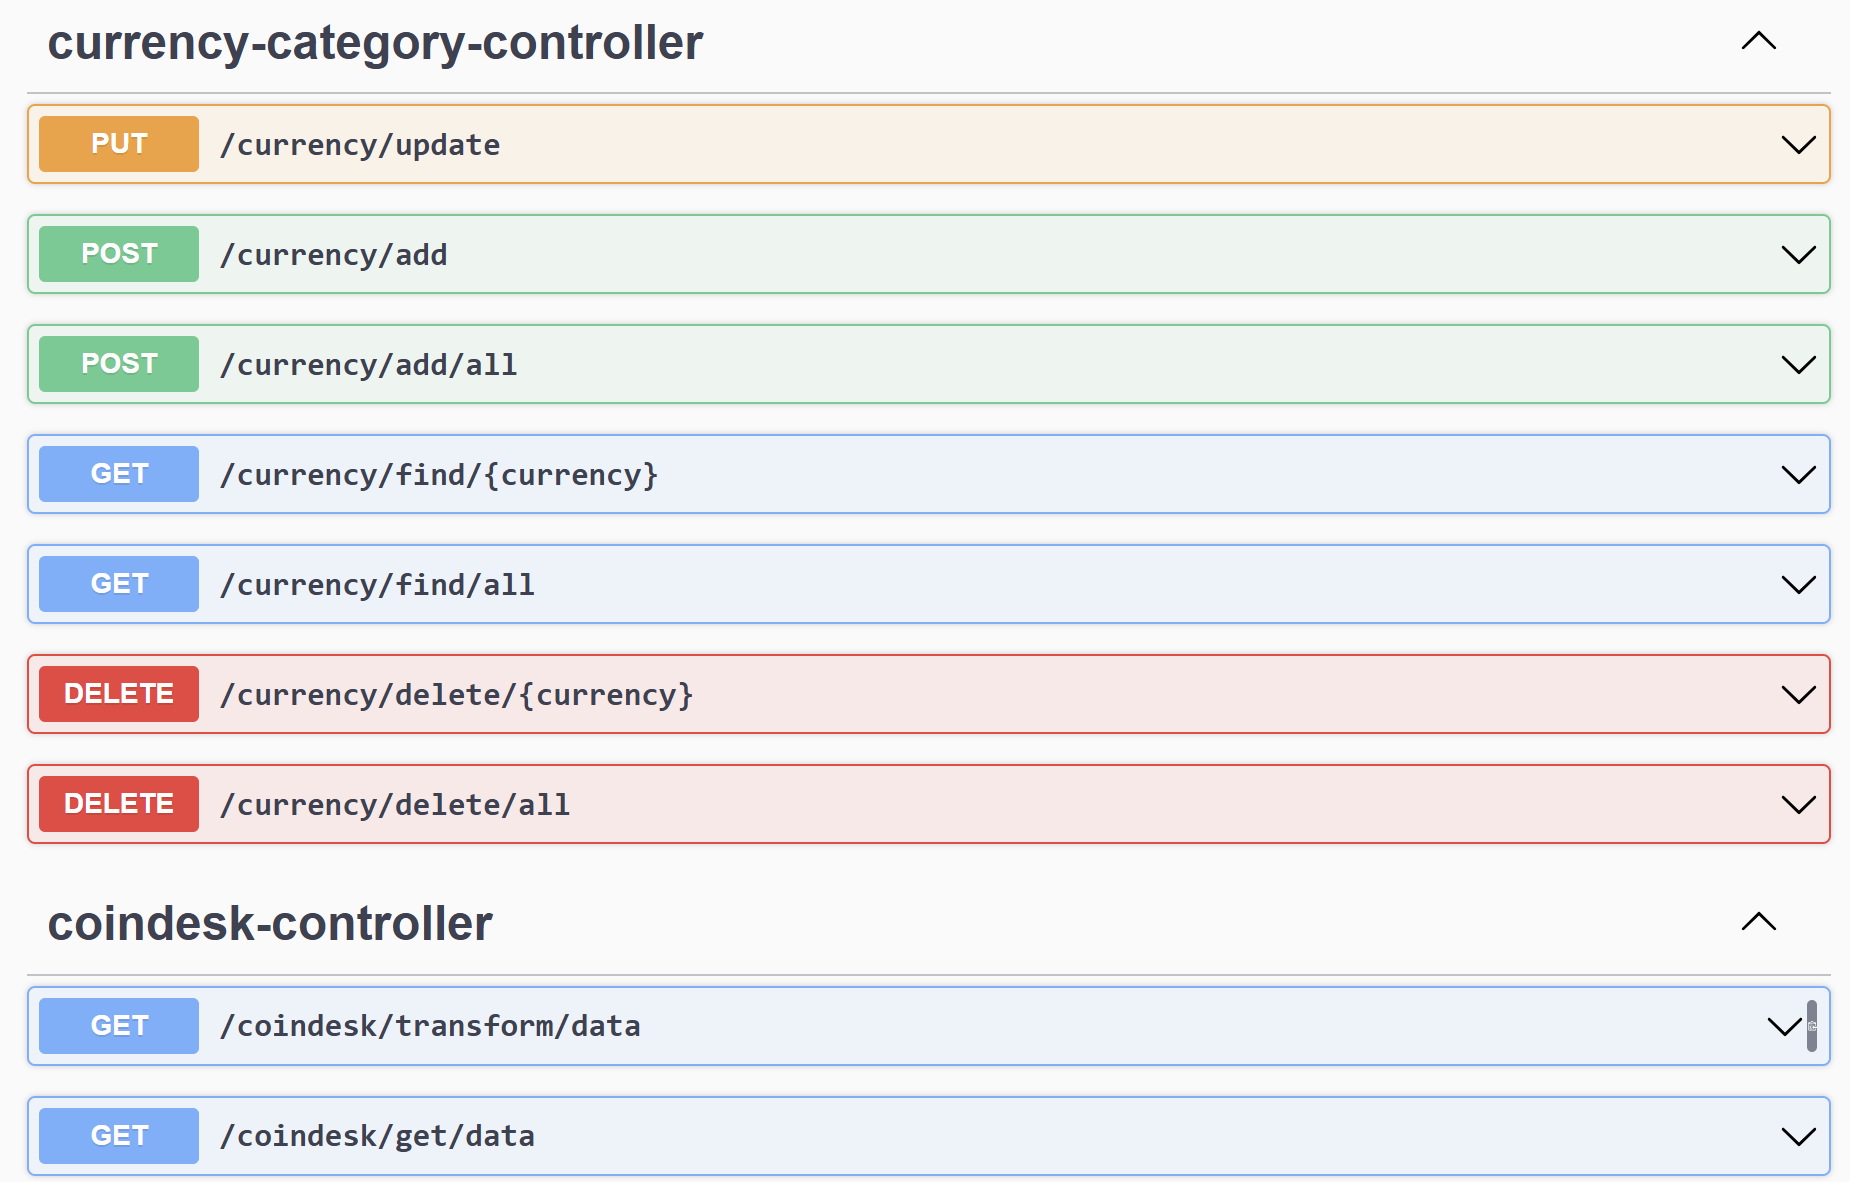 currency-category-controller
PUT /currency/update
POST /currency/add
POST /currency/add/all
GET /currency/find/{currency}
GET /currency/find/all
DELETE /currency/delete/{currency}
DELETE /currency/delete/all
coindesk-controller
GET /coindesk/transform/data
GET /coindesk/get/data